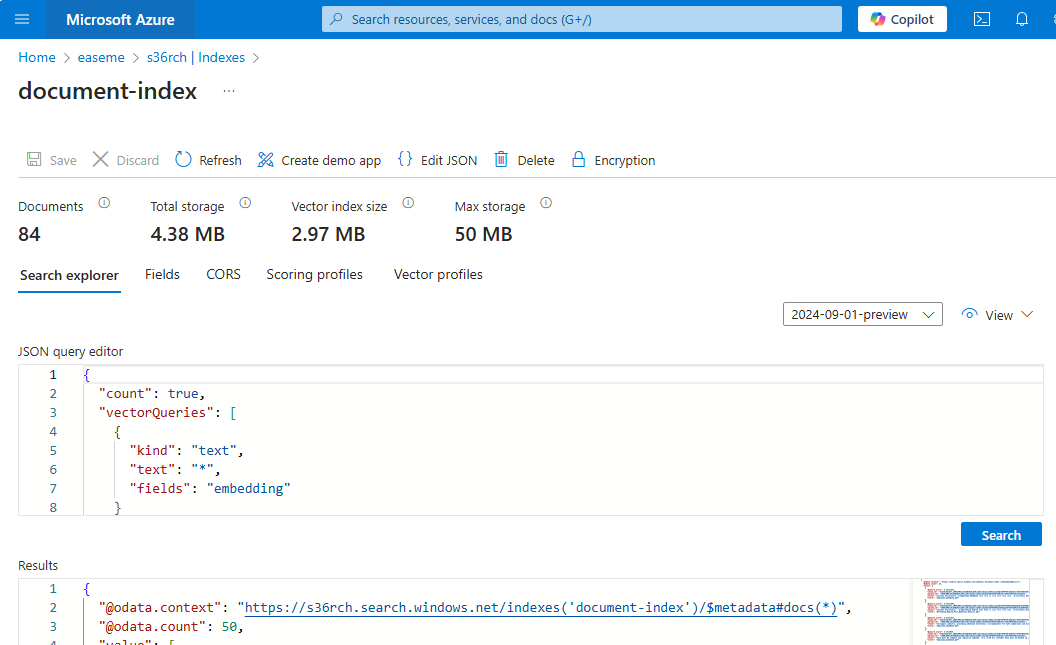 Microsoft Azure
Search resources, services, and docs (G+/)
Copilot
Home > easeme > s36rch | Indexes >
document-index ...
Save Discard Refresh Create demo app {} Edit JSON Delete Encryption
Documents Total storage Vector index size Max storage
84 4.38 MB 2.97 MB 50 MB
Search explorer Fields CORS Scoring profiles Vector profiles
2024-09-01-preview View
JSON query editor
1 {
2 "count": true,
3 "vectorQueries": [
4 {
5 "kind": "text",
6 "text": "*",
7 "fields": "embedding"
8 }
Search
Results
1 {
2 "@odata.context": "https://s36rch.search.windows.net/indexes('document-index')/$metadata#docs(*)",
3 "@odata.count": 50,
4 "value": [